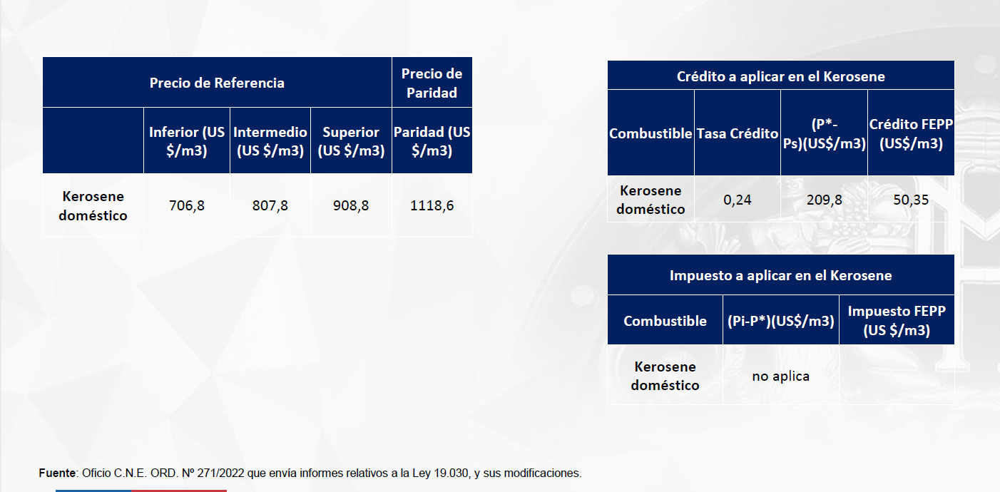 Precio de Referencia
Precio de
Paridad
Inferior (US
$/m3)
Intermedio
(US $/m3)
Superior
(US $/m3)
Paridad (US
$/m3)
Kerosene
doméstico
706,8
807,8
908,8
1118,6
Crédito a aplicar en el Kerosene
Combustible
Tasa Crédito
(P*-
Ps)(US$/m3)
Crédito FEPP
(US$/m3)
Kerosene
doméstico
0,24
209,8
50,35
Impuesto a aplicar en el Kerosene
Combustible
(Pi-P*)(US$/m3)
Impuesto FEPP
(US $/m3)
Kerosene
doméstico
no aplica
Fuente: Oficio C.N.E. ORD. Nº 271/2022 que envía informes relativos a la Ley 19.030, y sus modificaciones.